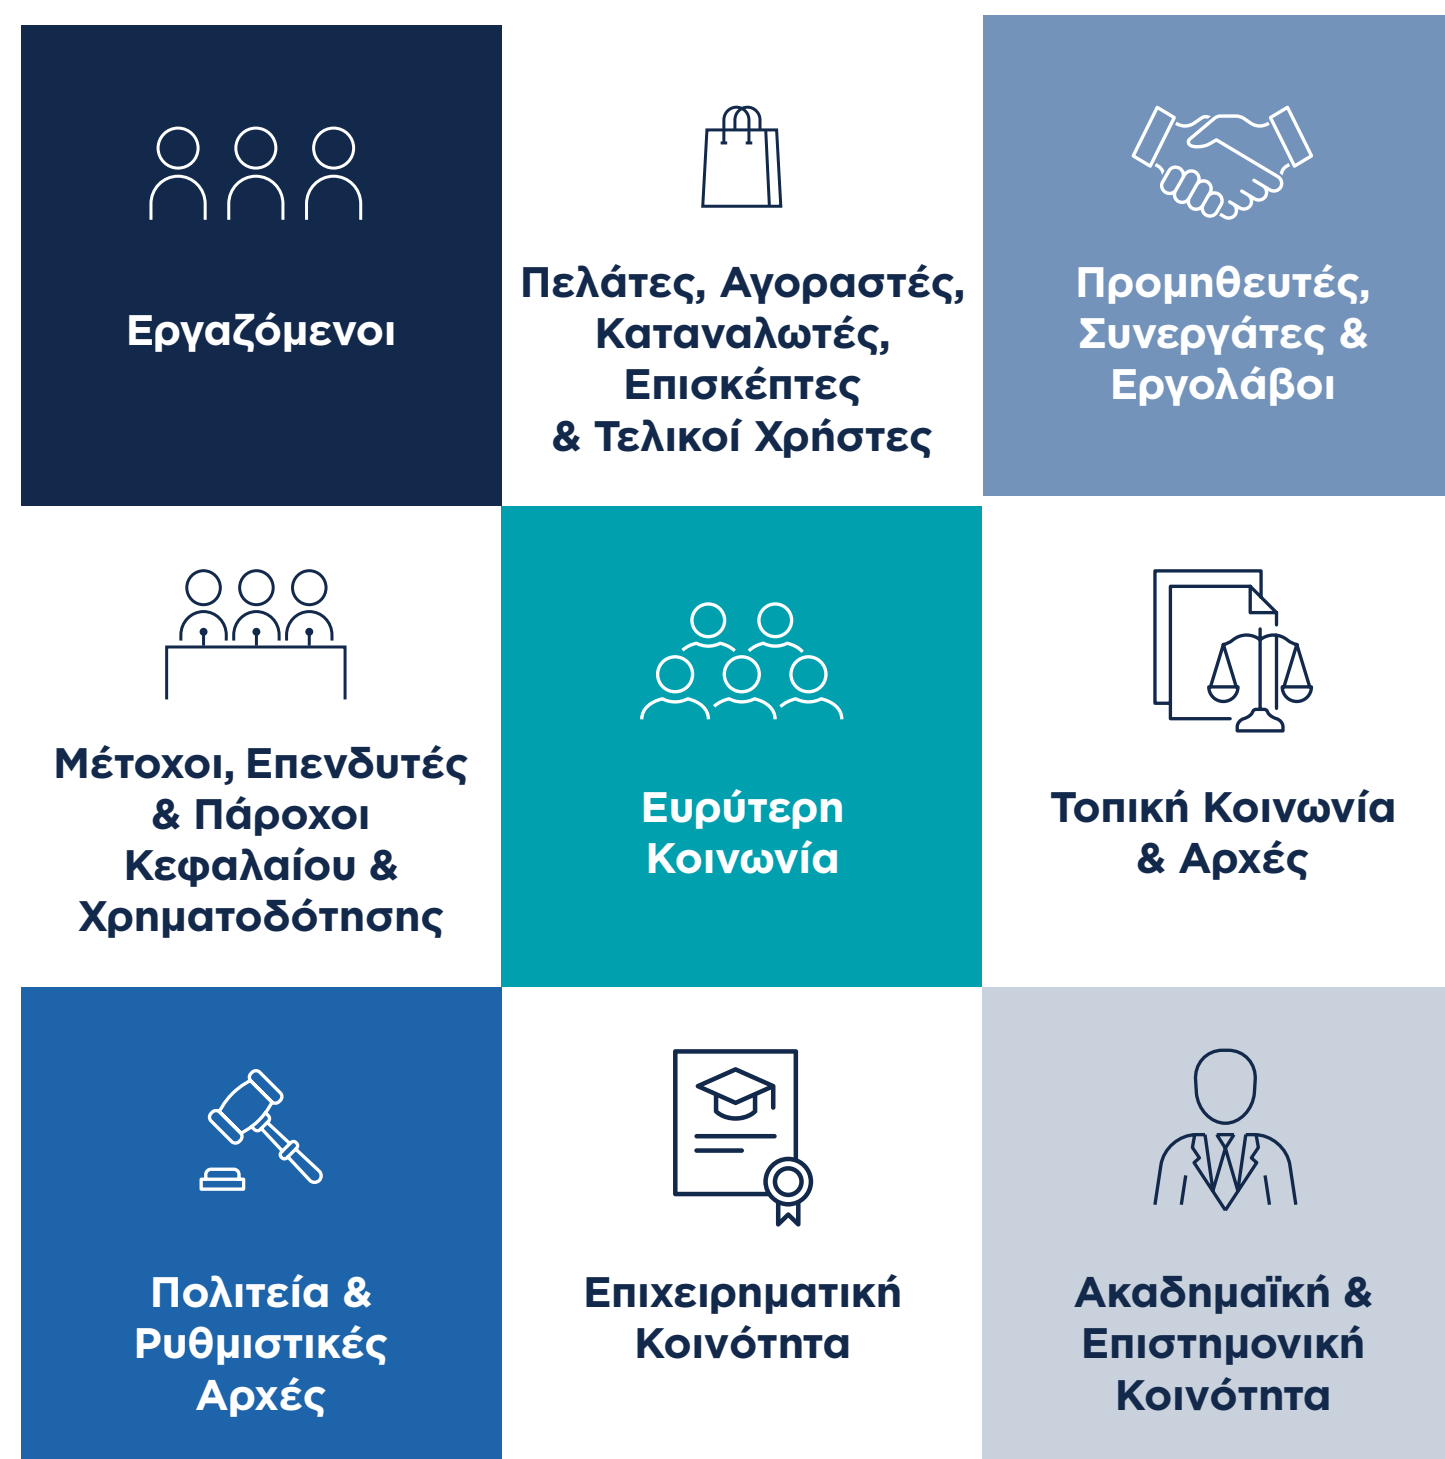 Εργαζόμενοι
Πελάτες, Αγοραστές,
Καταναλωτές,
Επισκέπτες
& Τελικοί Χρήστες
Προμηθευτές,
Συνεργάτες &
Εργολάβοι
Μέτοχοι, Επενδυτές
& Πάροχοι
Κεφαλαίου &
Χρηματοδότησης
Ευρύτερη
Κοινωνία
Τοπική Κοινωνία
& Αρχές
Πολιτεία &
Ρυθμιστικές
Αρχές
Επιχειρηματική
Κοινότητα
Ακαδημαϊκή &
Επιστημονική
Κοινότητα